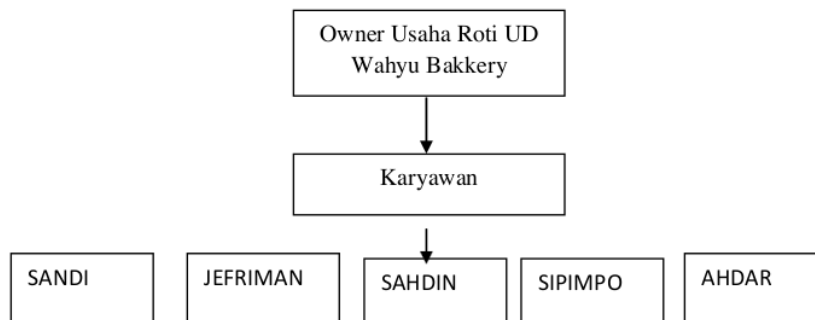 Owner Usaha Roti UD
Wahyu Bakkery
Karyawan
SANDI
JEFRIMAN
SAHDIN
SIPIMPO
AHDAR